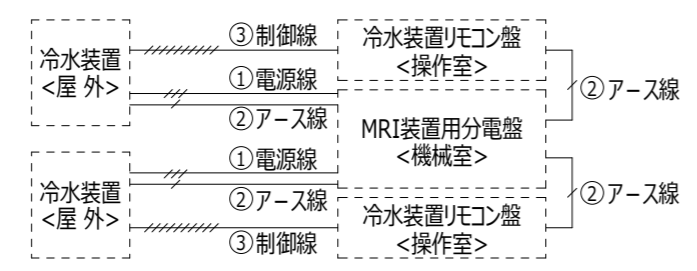 ③制御線
冷水装置リモコン盤
<操作室>
冷水装置
<屋 外>
①電源線
②アース線
②アース線
MRI装置用分電盤
<機械室>
①電源線
②アース線
②アース線
冷水装置
<屋 外>
冷水装置リモコン盤
<操作室>
③制御線